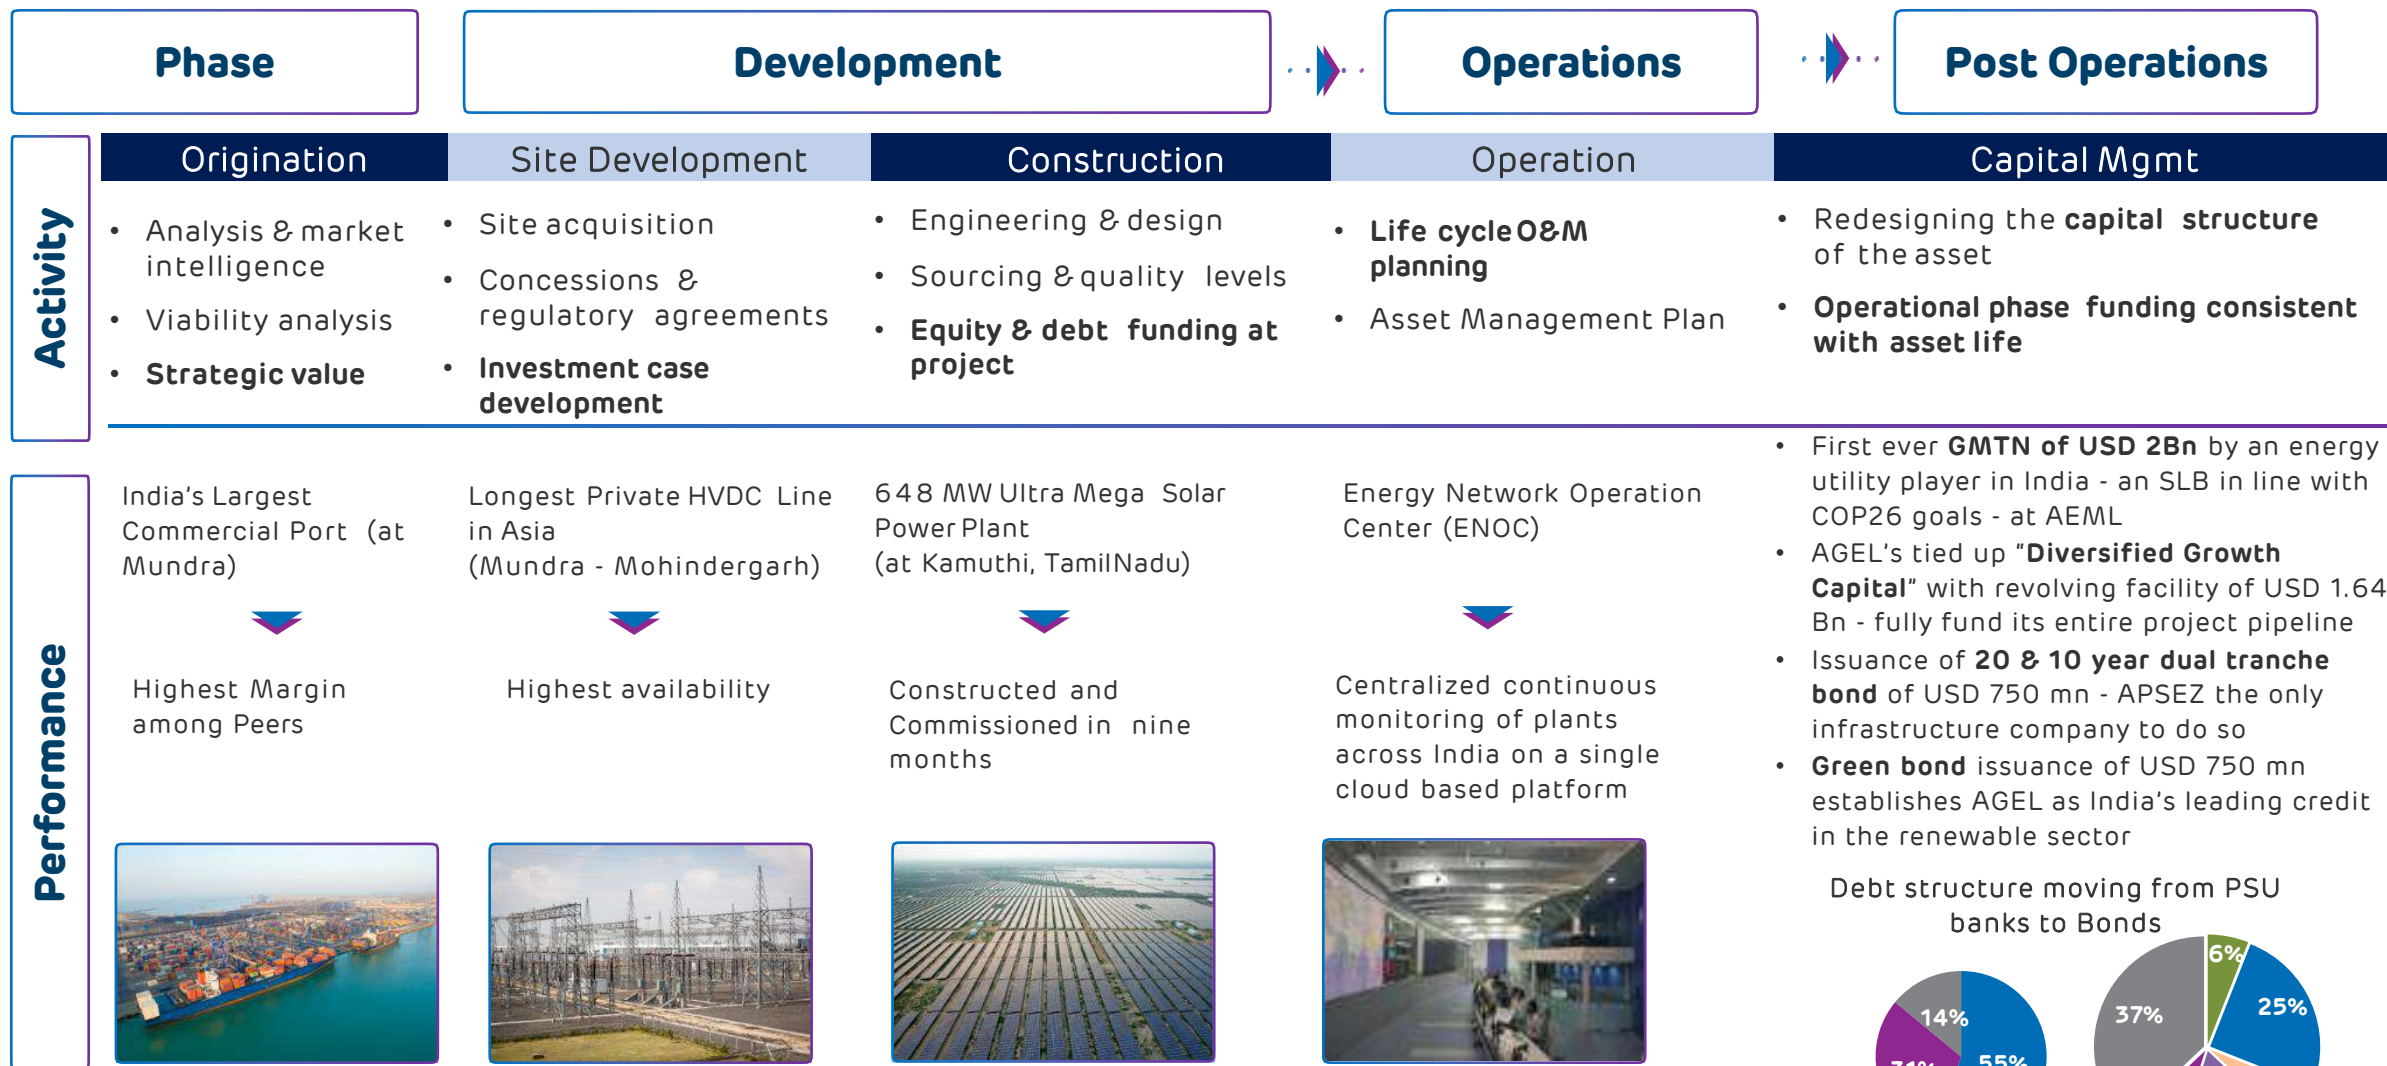 Phase
Development
Operations
Post Operations
Activity
Origination
Site Development
Construction
Operation
Capital Mgmt
• Analysis & market
intelligence
• Viability analysis
• Strategic value
• Site acquisition
• Concessions &
regulatory agreements
• Investment case
development
• Engineering & design
• Sourcing & quality levels
• Equity & debt funding at
project
• Life cycle O&M
planning
• Asset Management Plan
• Redesigning the capital structure
of the asset
• Operational phase funding consistent
with asset life
Performance
India's Largest
Commercial Port (at
Mundra)
Highest Margin
among Peers
Longest Private HVDC Line
in Asia
(Mundra - Mohindergarh)
Highest availability
648 MW Ultra Mega Solar
Power Plant
(at Kamuthi, TamilNadu)
Constructed and
Commissioned in nine
months
Energy Network Operation
Center (ENOC)
Centralized continuous
monitoring of plants
across India on a single
cloud based platform
• First ever GMTN of USD 2Bn by an energy
utility player in India - an SLB in line with
COP26 goals - at AEML
• AGEL's tied up "Diversified Growth
Capital" with revolving facility of USD 1.64
Bn - fully fund its entire project pipeline
• Issuance of 20 & 10 year dual tranche
bond of USD 750 mn - APSEZ the only
infrastructure company to do so
• Green bond issuance of USD 750 mn
establishes AGEL as India's leading credit
in the renewable sector
Debt structure moving from PSU
banks to Bonds
14%
31%
55%
6%
37%
25%